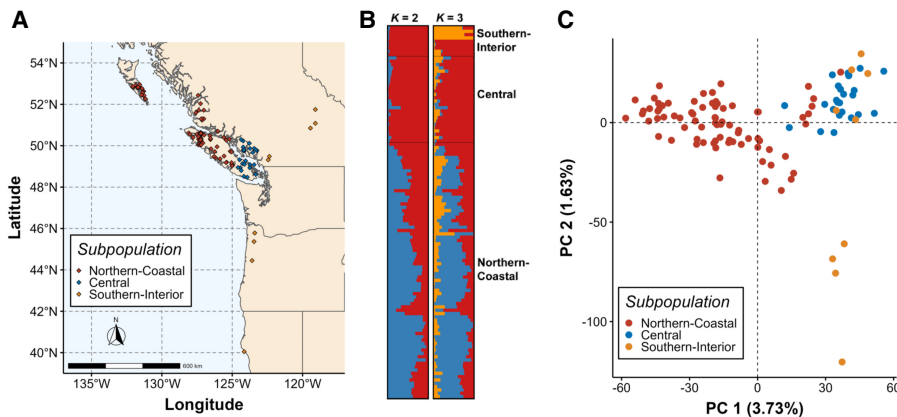 A
54°N
52°N
50°N
48°N
46°N
44°N
42°N
40°N
Latitude
135°W
130°W
125°W
120°W
Longitude
Subpopulation
Northern-Coastal
Central
Southern-Interior
N
600 km
B
K = 2
K = 3
Southern-
Interior
Central
Northern-
Coastal
C
0
-50
-100
PC 2 (1.63%)
-60
-30
0
30
60
PC 1 (3.73%)
Subpopulation
Northern-Coastal
Central
Southern-Interior